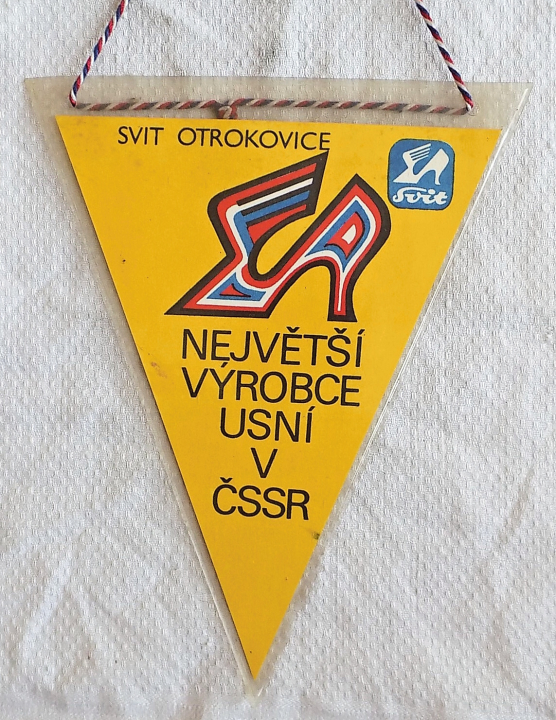 SVIT OTROKOVICE
Svit
NEJVĚTŠÍ
VÝROBCE
USNÍ
V
ČSSR